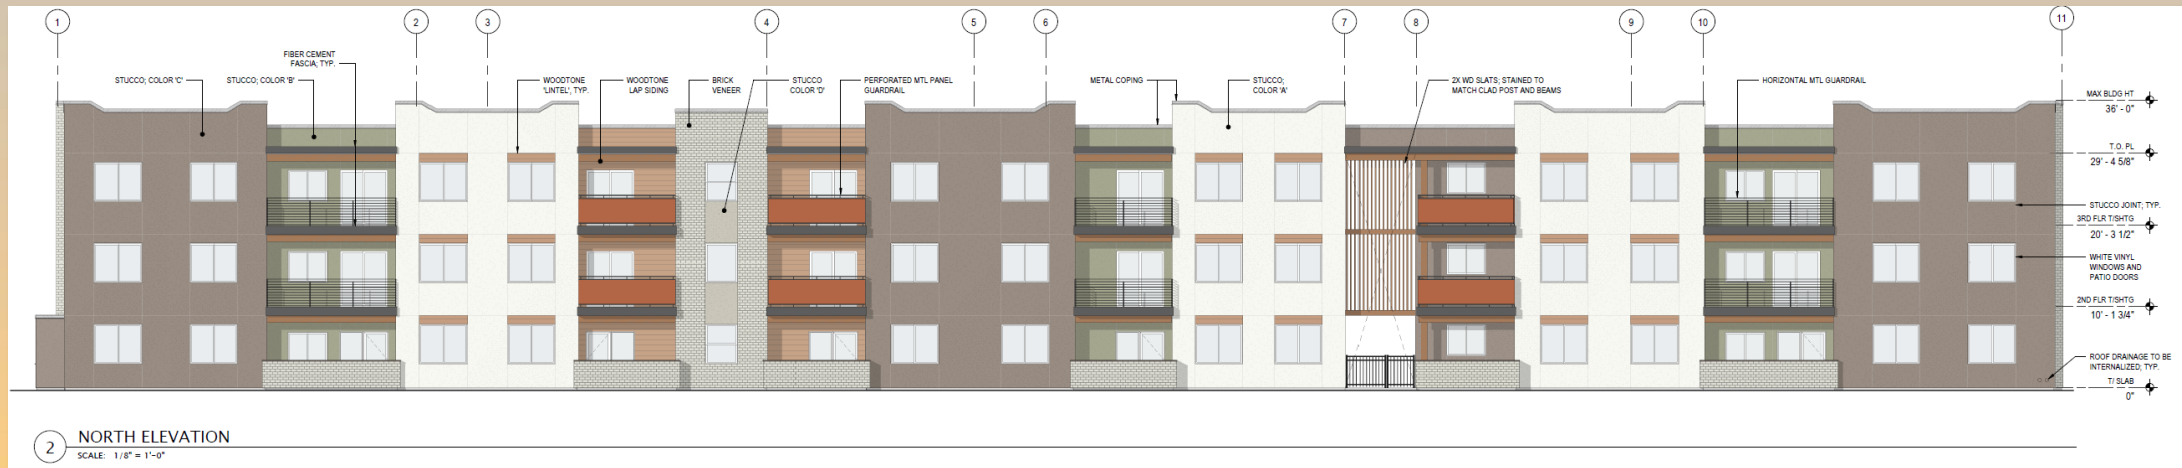 1
2
3
4
5
6
7
8
9
10
11
FIBER CEMENT
FASCIA; TYP.
STUCCO; COLOR 'C'
STUCCO; COLOR 'B'
WOODTONE
'LINTEL', TYP.
WOODTONE
LAP SIDING
BRICK
VENEER
STUCCO
COLOR 'D'
PERFORATED MTL PANEL
GUARDRAIL
METAL COPING
STUCCO;
COLOR 'A'
2X WD SLATS; STAINED TO
MATCH CLAD POST AND BEAMS
HORIZONTAL MTL GUARDRAIL
MAX BLDG HT
36' - 0"
T.O. PL
29' - 4 5/8"
STUCCO JOINT; TYP.
3RD FLR T/SHTG
20' - 3 1/2"
WHITE VINYL
WINDOWS AND
PATIO DOORS
2ND FLR T/SHTG
10' - 1 3/4"
ROOF DRAINAGE TO BE
INTERNALIZED; TYP.
T/ SLAB
0"
2
NORTH ELEVATION
SCALE: 1/8" = 1'-0"